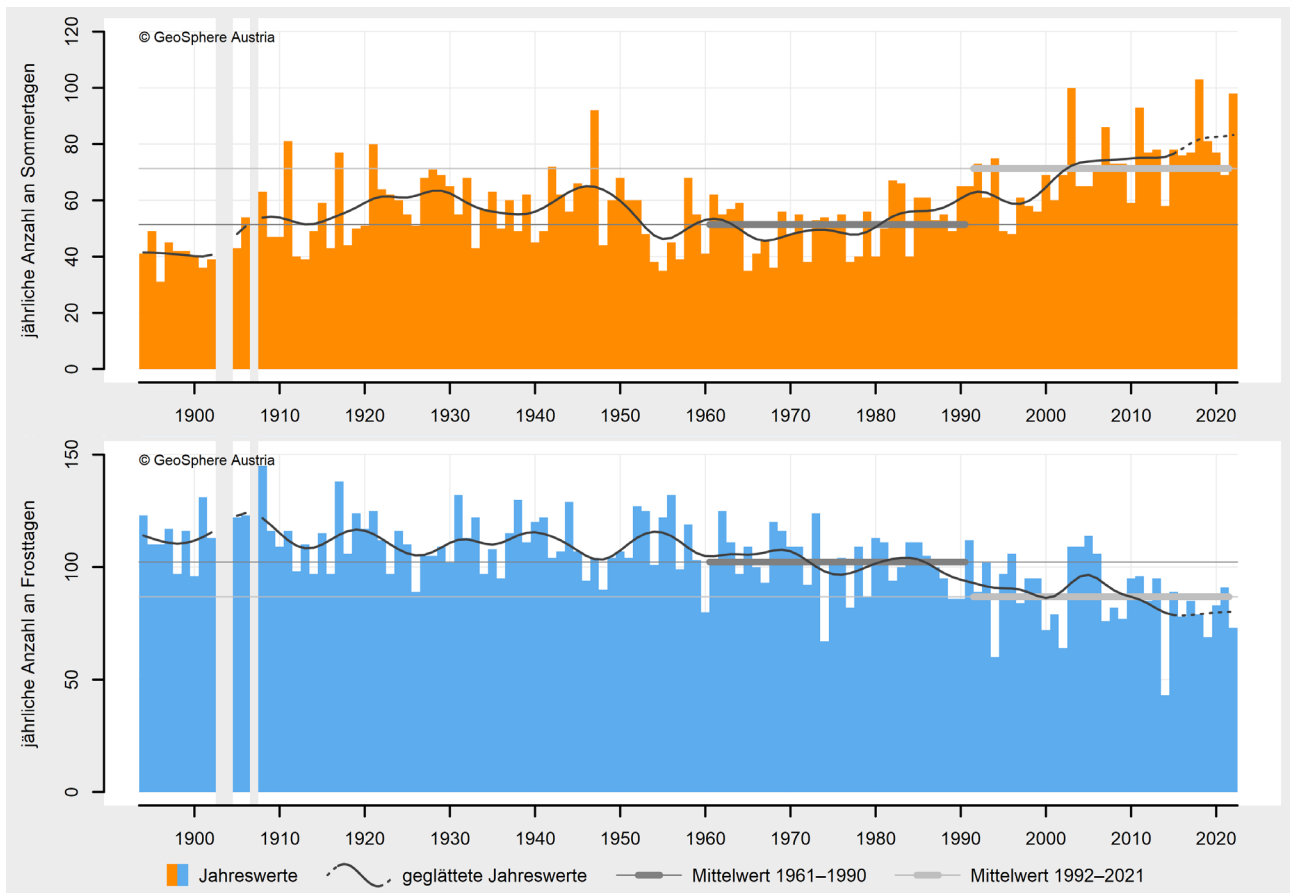 © GeoSphere Austria
jährliche Anzahl an Sommertagen
120
100
80
60
40
20
0
1900 1910 1920 1930 1940 1950 1960 1970 1980 1990 2000 2010 2020
© GeoSphere Austria
jährliche Anzahl an Frosttagen
150
100
50
0
1900 1910 1920 1930 1940 1950 1960 1970 1980 1990 2000 2010 2020
Jahreswerte geglättete Jahreswerte Mittelwert 1961–1990 Mittelwert 1992–2021